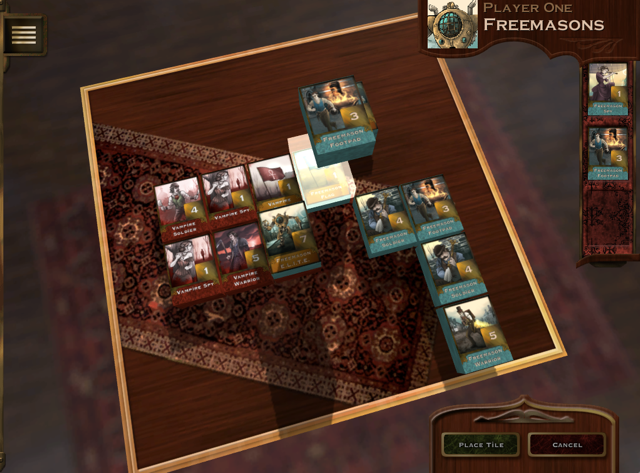 PLAYER ONE
FREEMASONS
1
FREEMASON
SPY
3
FREEMASON
FOOTPAD
3
FREEMASON
FOOTPAD
4
VAMPIRE
SOLDIER
1
VAMPIRE SPY
VAMPIRE
4
FREEMASON
SOLDIER
3
FREEMASON
FOOTPAD
1
VAMPIRE SPY
5
VAMPIRE
WARRIOR
7
4
FREEMASON
SOLDIER
5
FREEMASON
WARRIOR
PLACE TILE
CANCEL